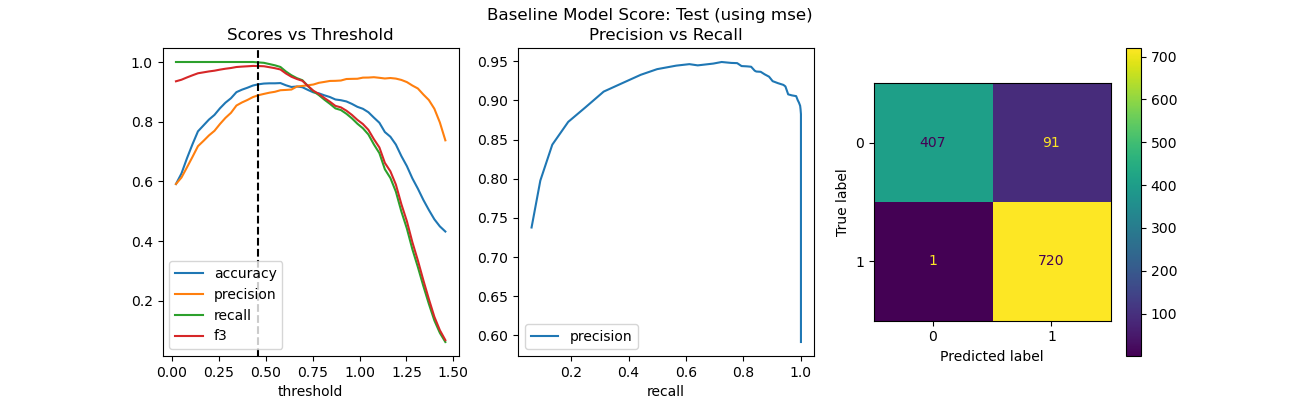 Baseline Model Score: Test (using mse)
Scores vs Threshold
1.0
0.8
0.6
0.4
0.2
accuracy
precision
recall
f3
0.00 0.25 0.50 0.75 1.00 1.25 1.50
threshold
Precision vs Recall
0.95
0.90
0.85
0.80
0.75
0.70
0.65
0.60
precision
0.2 0.4 0.6 0.8 1.0
recall
True label
0
1
407 91
1 720
0 1
Predicted label
700
600
500
400
300
200
100